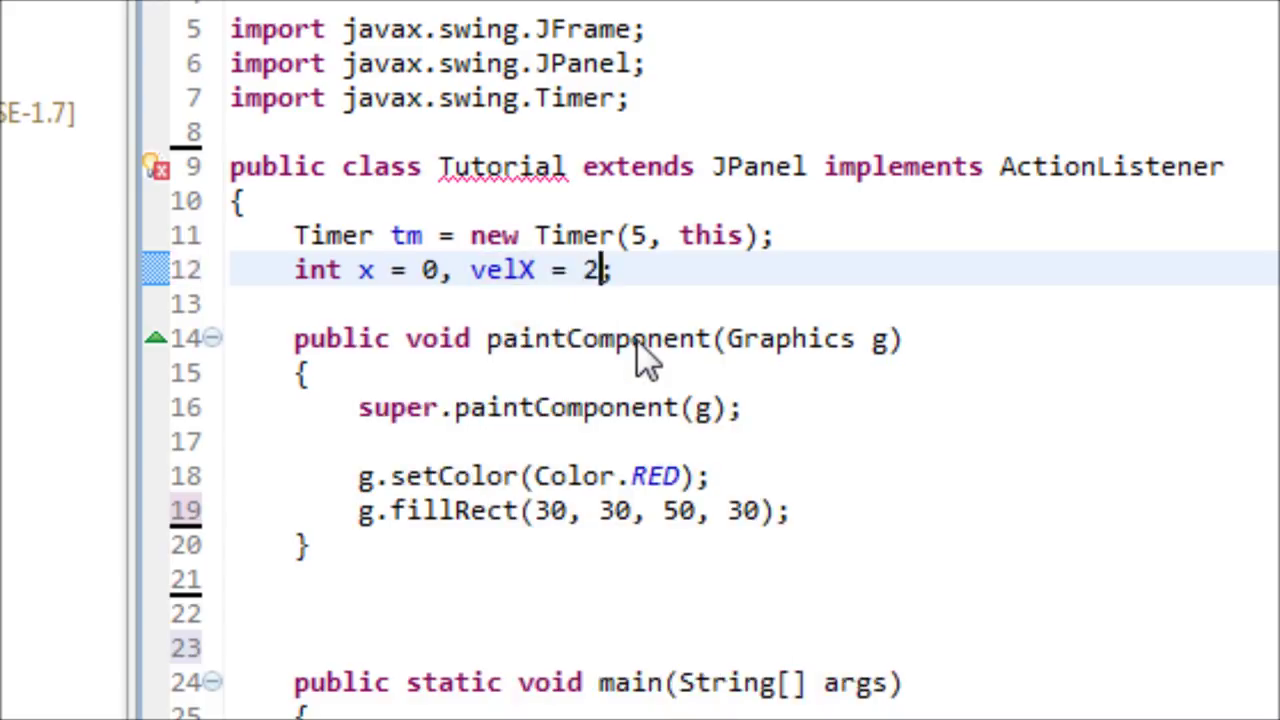 5 import javax.swing.JFrame;
6 import javax.swing.JPanel;
7 import javax.swing.Timer;
SE-1.7]
8
9 public class Tutorial extends JPanel implements ActionListener
10 {
11 Timer tm = new Timer(5, this);
12 int x = 0, velX = 2;
13
14 public void paintComponent(Graphics g)
15 {
16 super.paintComponent(g);
17
18 g.setColor(Color.RED);
19 g.fillRect(30, 30, 50, 30);
20 }
21
22
23
24 public static void main(String[] args)
25 {